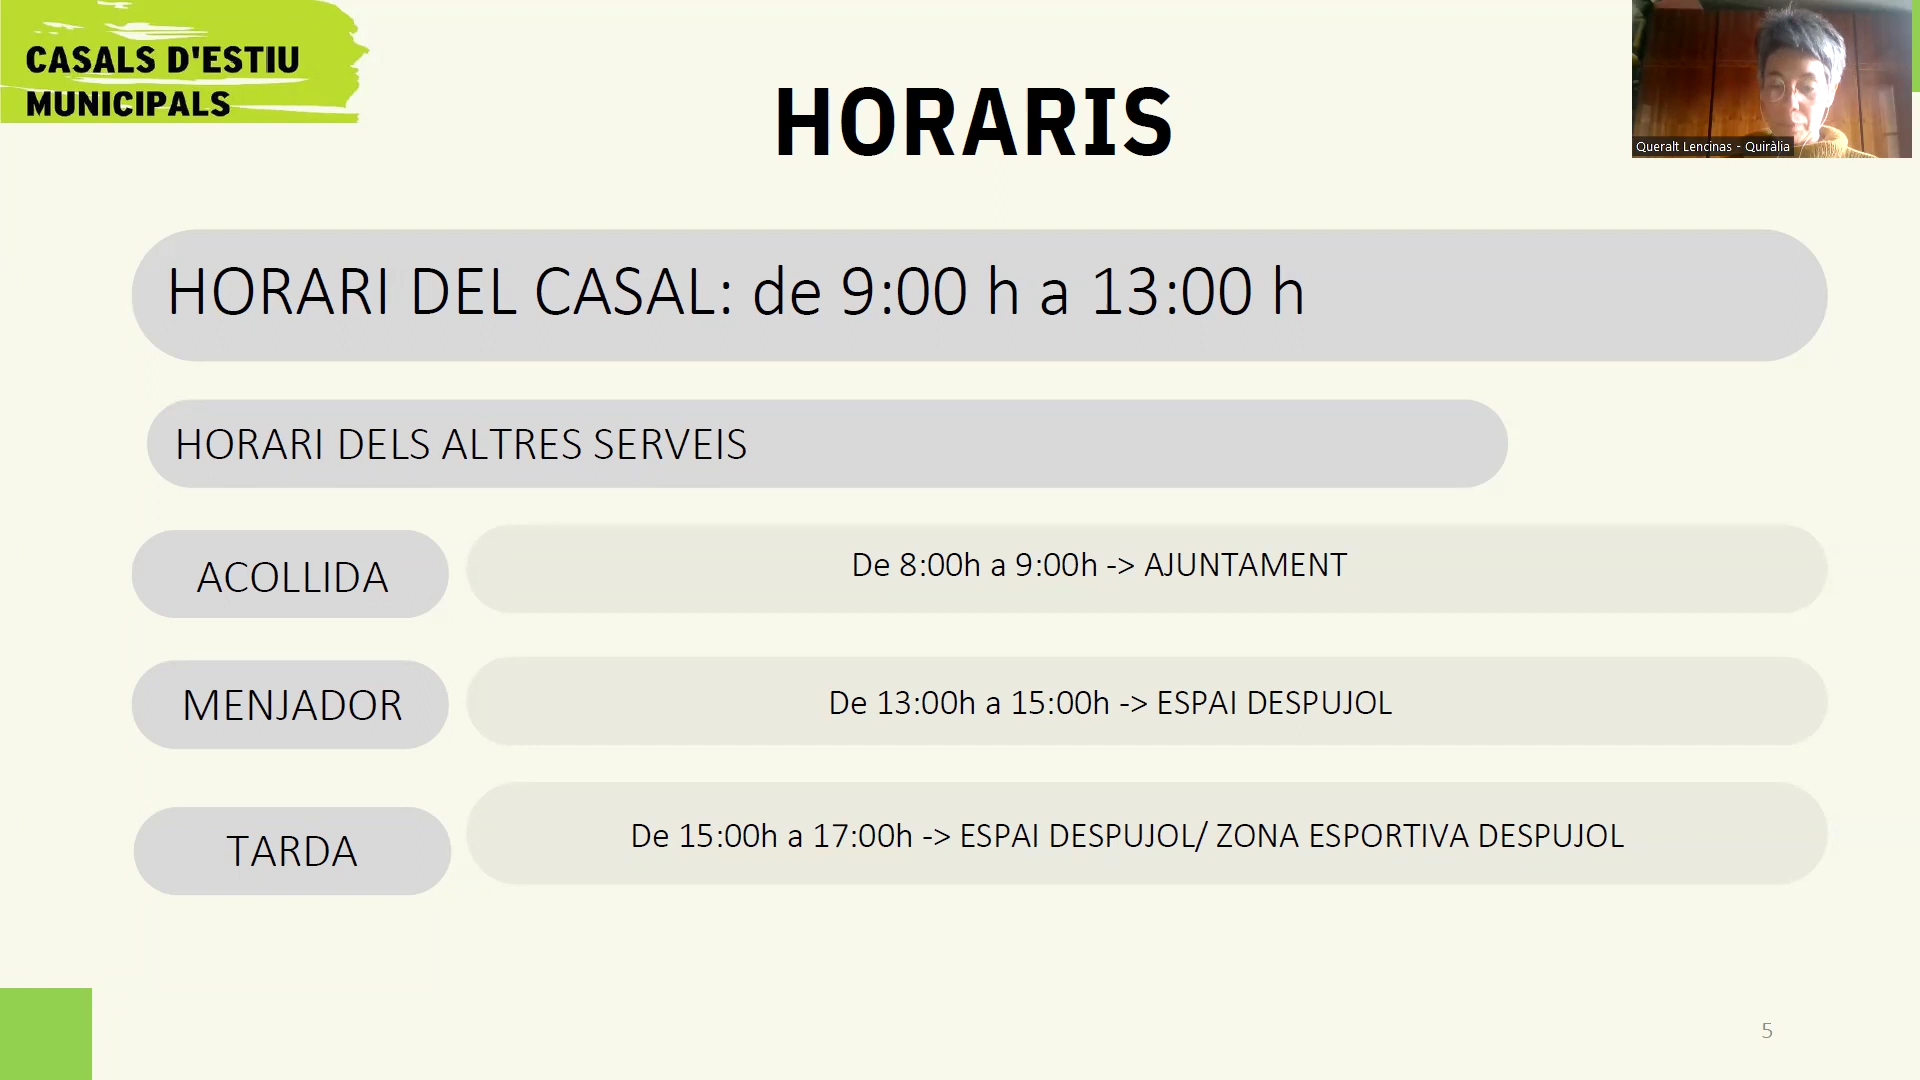 CASALS D'ESTIU
MUNICIPALS
HORARIS
Queralt Lencinas - Quiràlia
HORARI DEL CASAL: de 9:00 h a 13:00 h
HORARI DELS ALTRES SERVEIS
ACOLLIDA
De 8:00h a 9:00h -> AJUNTAMENT
MENJADOR
De 13:00h a 15:00h -> ESPAI DESPUJOL
TARDA
De 15:00h a 17:00h -> ESPAI DESPUJOL/ ZONA ESPORTIVA DESPUJOL
5